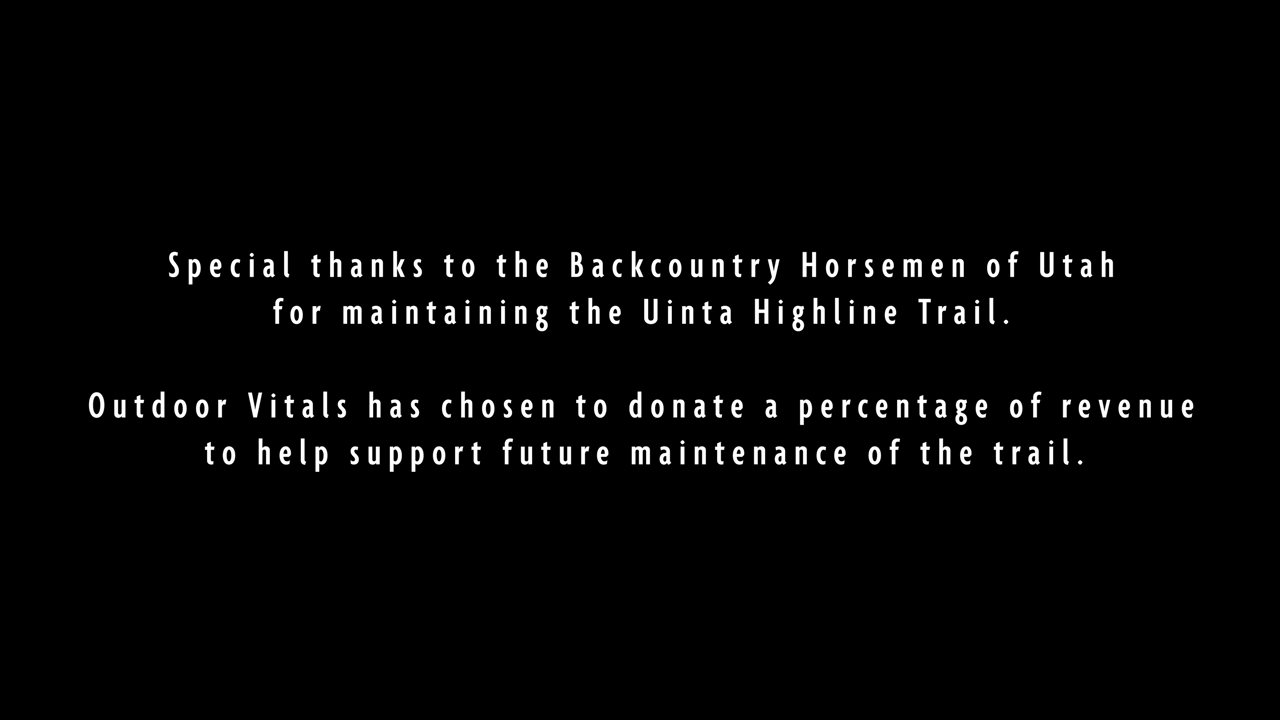 Special thanks to the Backcountry Horsemen of Utah
for maintaining the Uinta Highline Trail.
Outdoor Vitals has chosen to donate a percentage of revenue
to help support future maintenance of the trail.